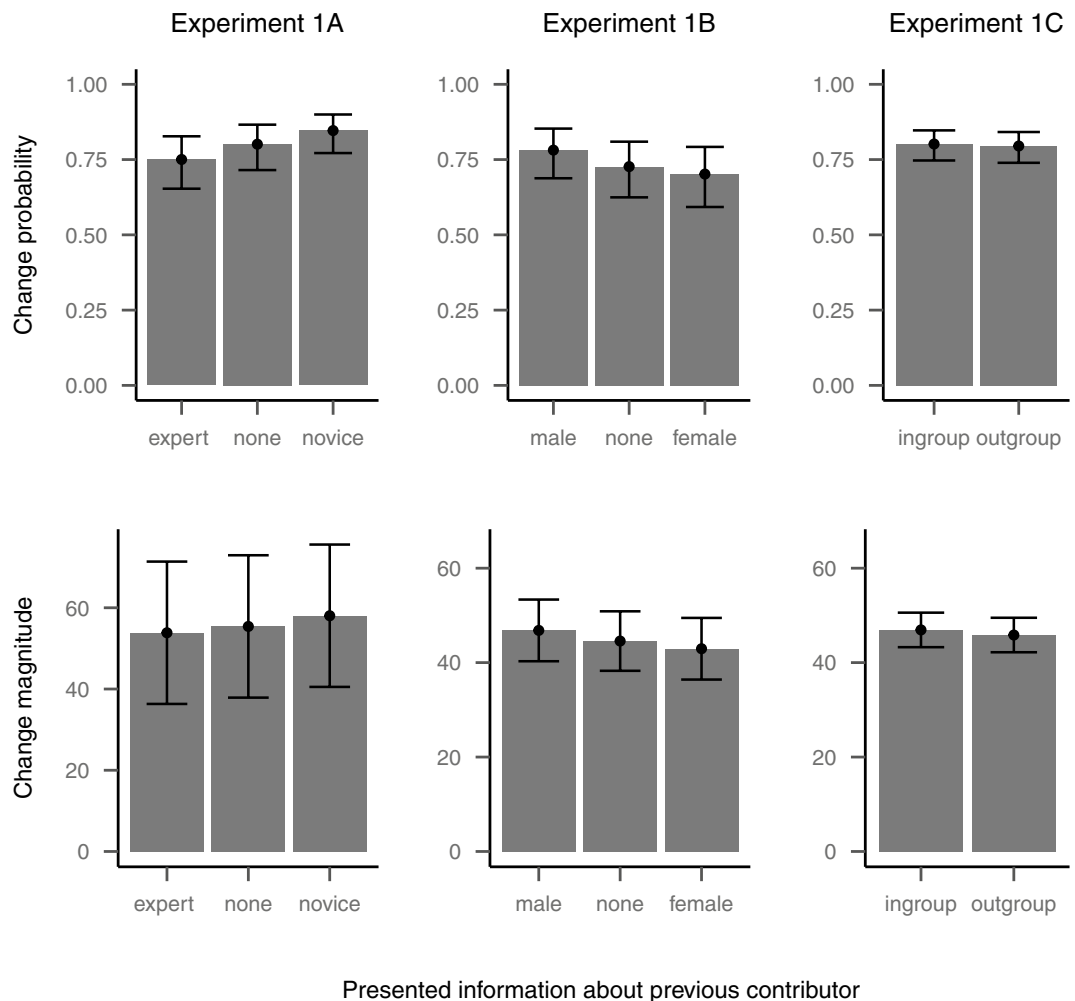 Experiment 1A
Experiment 1B
Experiment 1C
Change probability
1.00
0.75
0.50
0.25
0.00
expert none novice
1.00
0.75
0.50
0.25
0.00
male none female
1.00
0.75
0.50
0.25
0.00
ingroup outgroup
Change magnitude
60
40
20
0
expert none novice
60
40
20
0
male none female
60
40
20
0
ingroup outgroup
Presented information about previous contributor